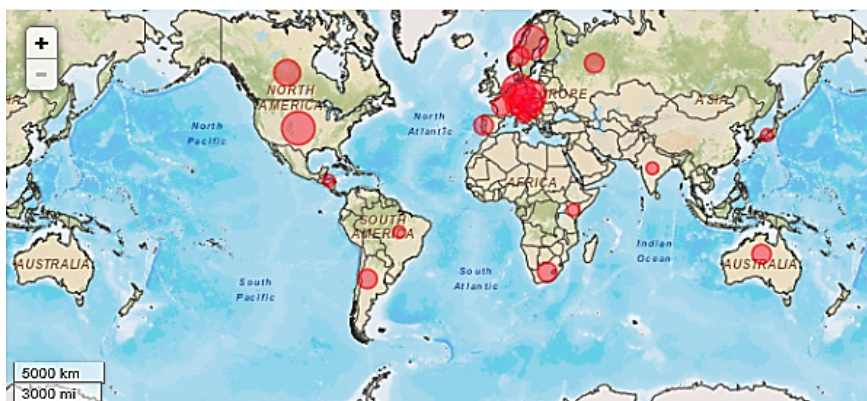 +
−
NORTH
AMERICA
North
Pacific
North
Atlantic
EUROPE
ASIA
AFRICA
SOUTH
AMERICA
Indian
Ocean
AUSTRALIA
AUSTRALIA
South
Pacific
South
Atlantic
5000 km
3000 mi